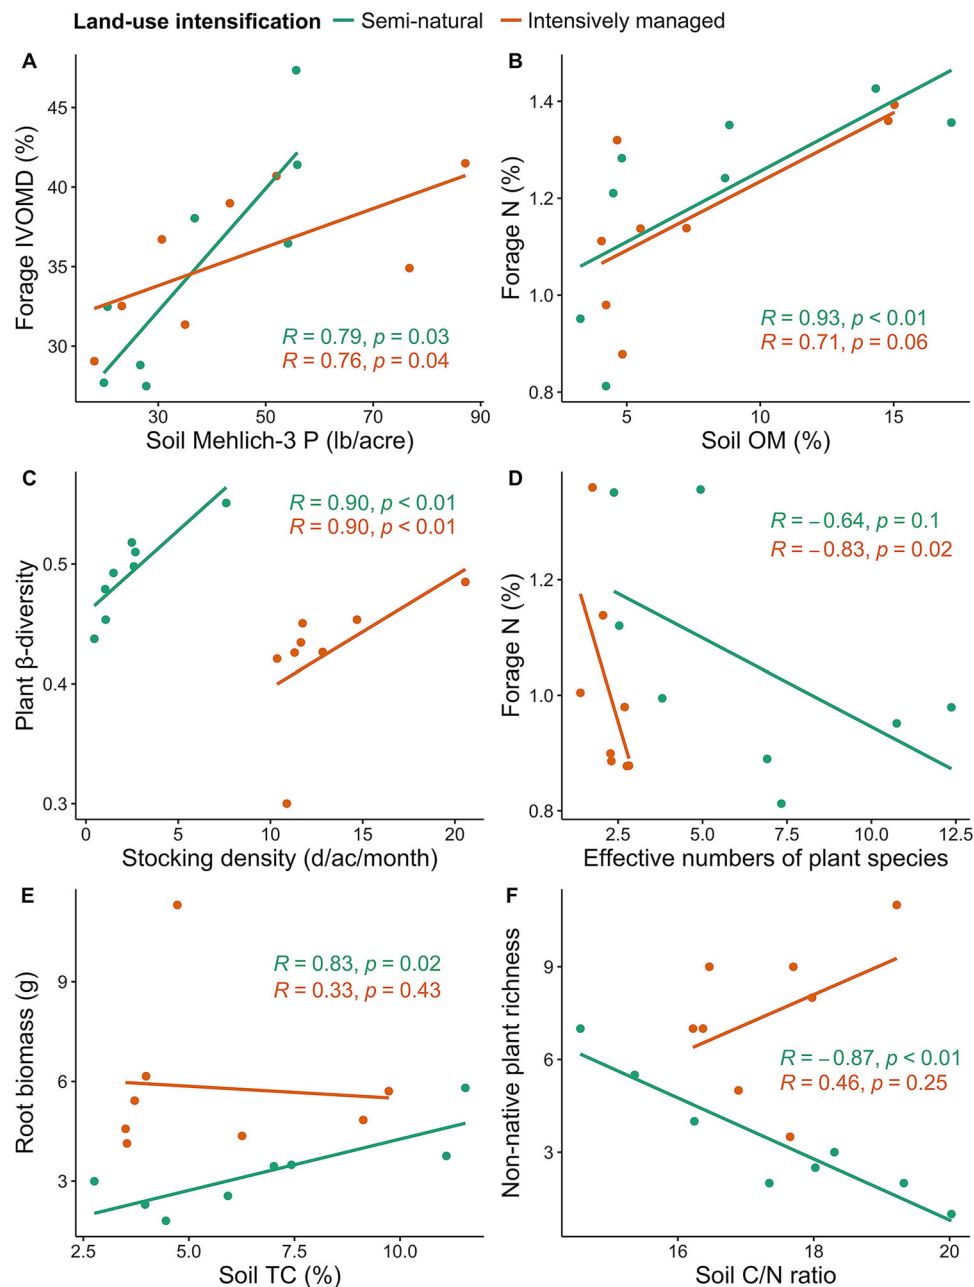 Land-use intensification Semi-natural Intensively managed
A
Forage IVOMD (%)
45
40
35
30
R = 0.79, p = 0.03
R = 0.76, p = 0.04
30 50 70 90
Soil Mehlich-3 P (lb/acre)
B
Forage N (%)
1.4
1.2
1.0
0.8
R = 0.93, p < 0.01
R = 0.71, p = 0.06
5 10 15
Soil OM (%)
C
Plant β-diversity
0.5
0.4
0.3
R = 0.90, p < 0.01
R = 0.90, p < 0.01
0 5 10 15 20
Stocking density (d/ac/month)
D
Forage N (%)
1.2
1.0
0.8
R = −0.64, p = 0.1
R = −0.83, p = 0.02
2.5 5.0 7.5 10.0 12.5
Effective numbers of plant species
E
Root biomass (g)
9
6
3
R = 0.83, p = 0.02
R = 0.33, p = 0.43
2.5 5.0 7.5 10.0
Soil TC (%)
F
Non-native plant richness
9
6
3
R = −0.87, p < 0.01
R = 0.46, p = 0.25
16 18 20
Soil C/N ratio